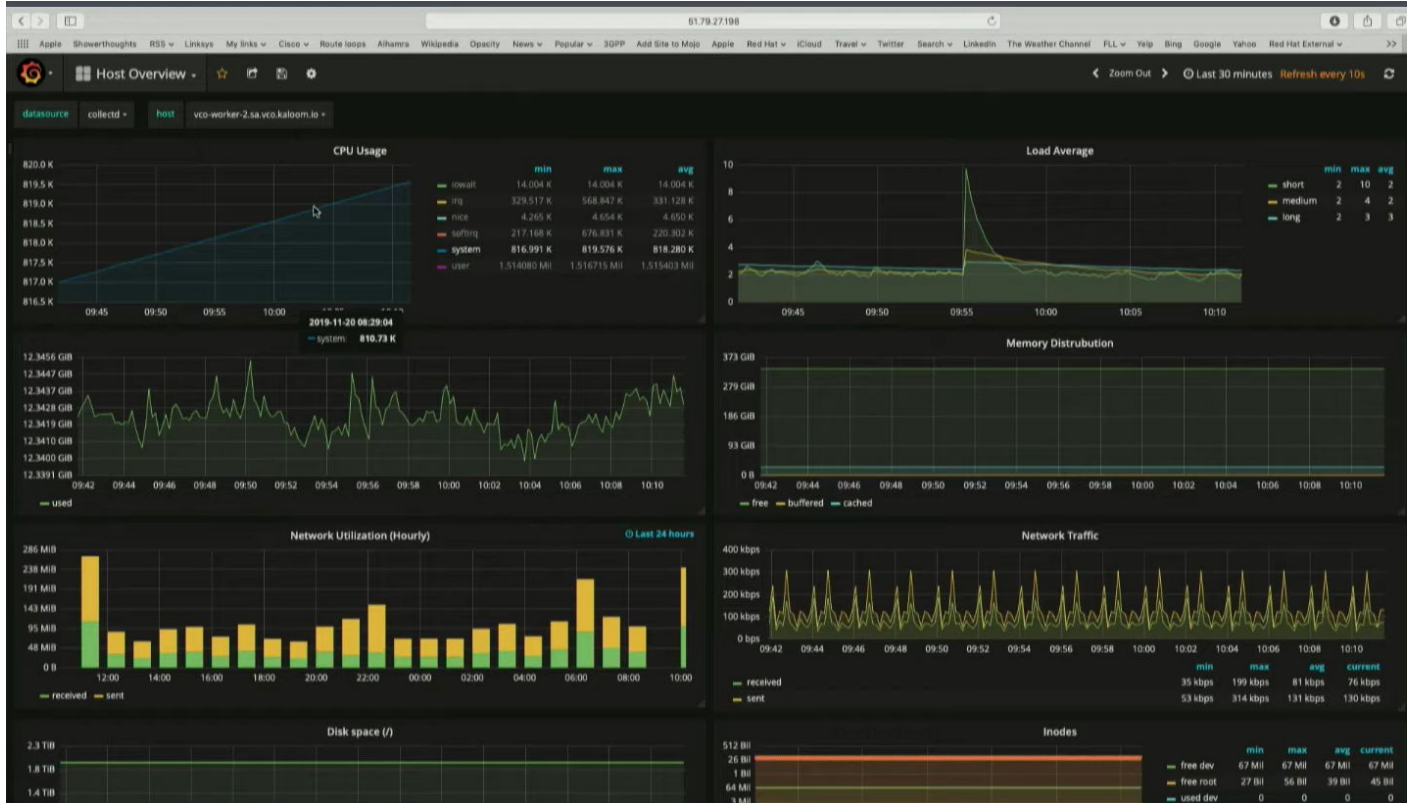 61.79.27.198
Apple Showerthoughts RSS Linksys My links Cisco Route loops Alhamra Wikipedia Opacity News Popular 3GPP Add Site to Mojo Apple Red Hat iCloud Travel Twitter Search LinkedIn The Weather Channel FLL Yelp Bing Google Yahoo Red Hat External >>
Host Overview
Zoom Out Last 30 minutes Refresh every 10s
datasource collectd host vco-worker-2.sa.vco.kaloom.io
CPU Usage
820.0 K
819.5 K
819.0 K
818.5 K
818.0 K
817.5 K
817.0 K
816.5 K
09:45 09:50 09:55 10:00
min max avg
iowait 14.004 K 14.004 K 14.004 K
irq 329.517 K 568.847 K 331.128 K
nice 4.265 K 4.654 K 4.650 K
softirq 217.168 K 676.831 K 220.302 K
system 816.991 K 819.576 K 818.280 K
user 1.514080 Mil 1.516715 Mil 1.515403 Mil
2019-11-20 08:29:04
system: 810.73 K
Load Average
10
8
6
4
2
0
09:45 09:50 09:55 10:00 10:05 10:10
min max avg
short 2 10 2
medium 2 4 2
long 2 3 3
12.3456 GiB
12.3447 GiB
12.3437 GiB
12.3428 GiB
12.3419 GiB
12.3410 GiB
12.3400 GiB
12.3391 GiB
09:42 09:44 09:46 09:48 09:50 09:52 09:54 09:56 09:58 10:00 10:02 10:04 10:06 10:08 10:10
used
Memory Distrubution
373 GiB
279 GiB
186 GiB
93 GiB
0 B
09:42 09:44 09:46 09:48 09:50 09:52 09:54 09:56 09:58 10:00 10:02 10:04 10:06 10:08 10:10
free buffered cached
Network Utilization (Hourly)
Last 24 hours
286 MiB
238 MiB
191 MiB
143 MiB
95 MiB
48 MiB
0 B
12:00 14:00 16:00 18:00 20:00 22:00 00:00 02:00 04:00 06:00 08:00 10:00
received sent
Network Traffic
400 kbps
300 kbps
200 kbps
100 kbps
0 bps
09:42 09:44 09:46 09:48 09:50 09:52 09:54 09:56 09:58 10:00 10:02 10:04 10:06 10:08 10:10
min max avg current
received 35 kbps 199 kbps 81 kbps 76 kbps
sent 53 kbps 314 kbps 131 kbps 130 kbps
Disk space (/)
2.3 TiB
1.8 TiB
1.4 TiB
Inodes
512 Bil
26 Bil
1 Bil
64 Mil
3 Mil
min max avg current
free dev 67 Mil 67 Mil 67 Mil 67 Mil
free root 27 Bil 56 Bil 39 Bil 45 Bil
used dev 0 0 0 0